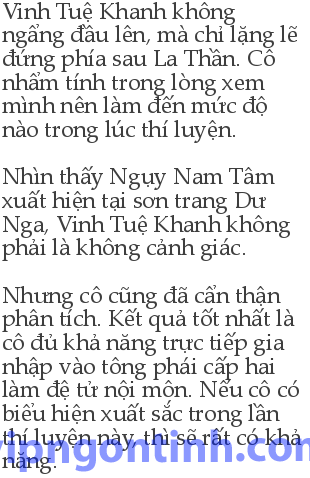 Vinh Tuệ Khanh không
ngẩng đầu lên, mà chỉ lặng lẽ
đứng phía sau La Thần. Cô
nhẩm tính trong lòng xem
mình nên làm đến mức độ
nào trong lúc thí luyện.
Nhìn thấy Ngụy Nam Tâm
xuất hiện tại sơn trang Dư
Nga, Vinh Tuệ Khanh không
phải là không cảnh giác.
Nhưng cô cũng đã cẩn thận
phân tích. Kết quả tốt nhất là
cô đủ khả năng trực tiếp gia
nhập vào tông phái cấp hai
làm đệ tử nội môn. Nếu cô có
biểu hiện xuất sắc trong lần
thí luyện này, thì sẽ rất có khả
năng.
vipngontinh.com